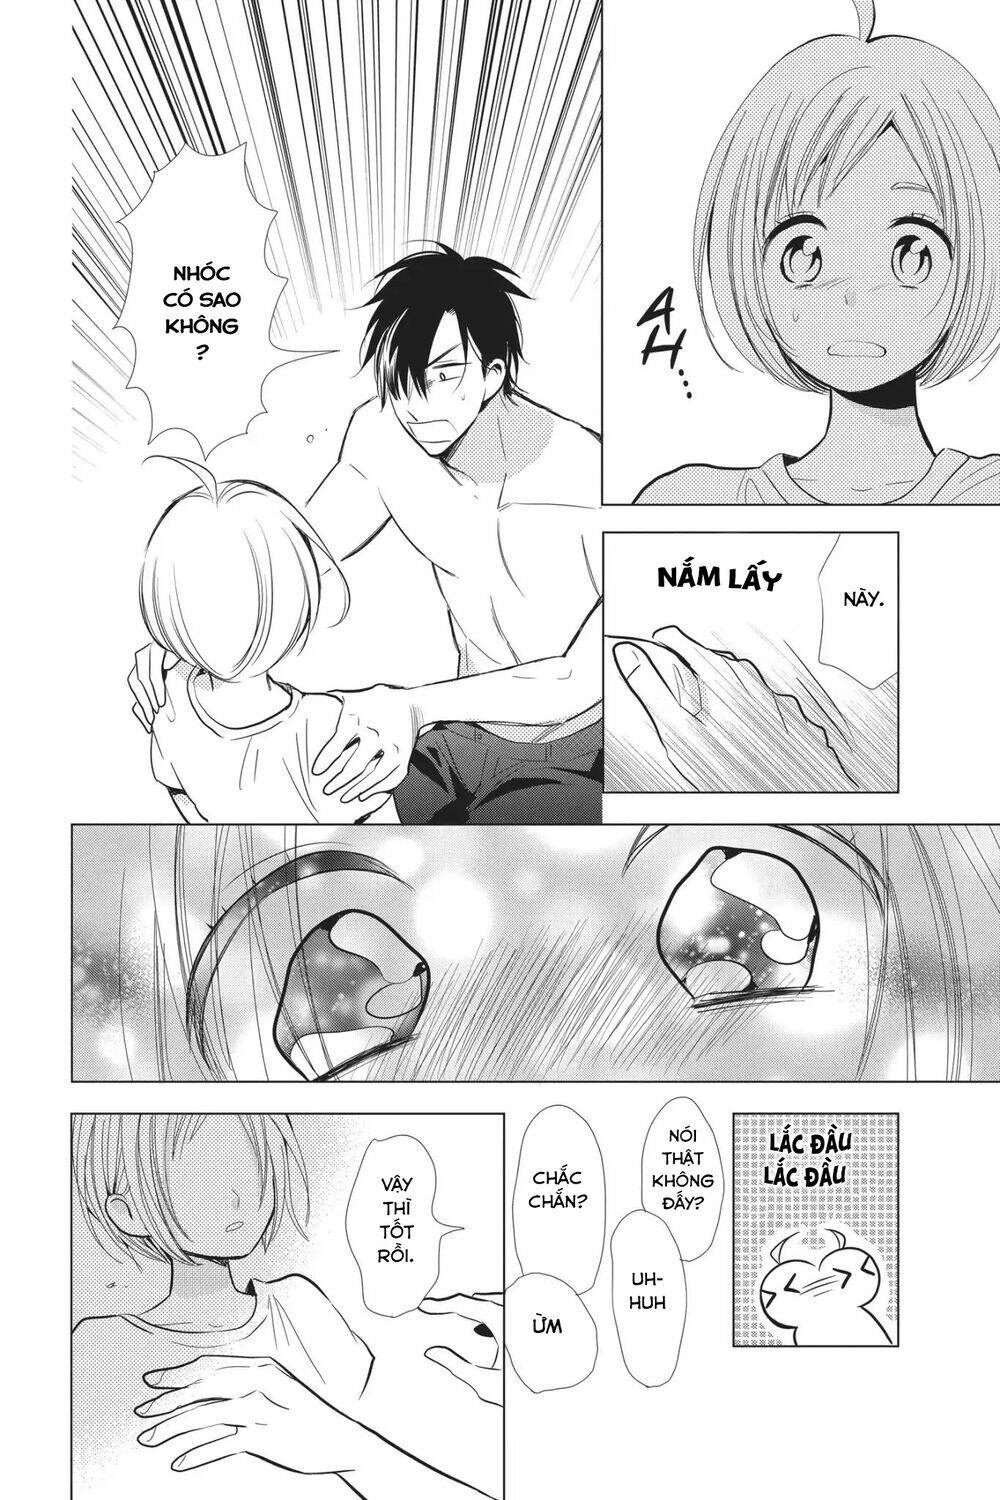 AH...
NÀY.
NẮM LẤY
NHÓC
CÓ SAO
KHÔNG
?
LẮC ĐẦU
LẮC ĐẦU
NÓI
THẬT
KHÔNG
ĐẤY?
UH-
HUH
CHẮC
CHẮN?
ỪM
VẬY
THÌ
TỐT
RỒI.